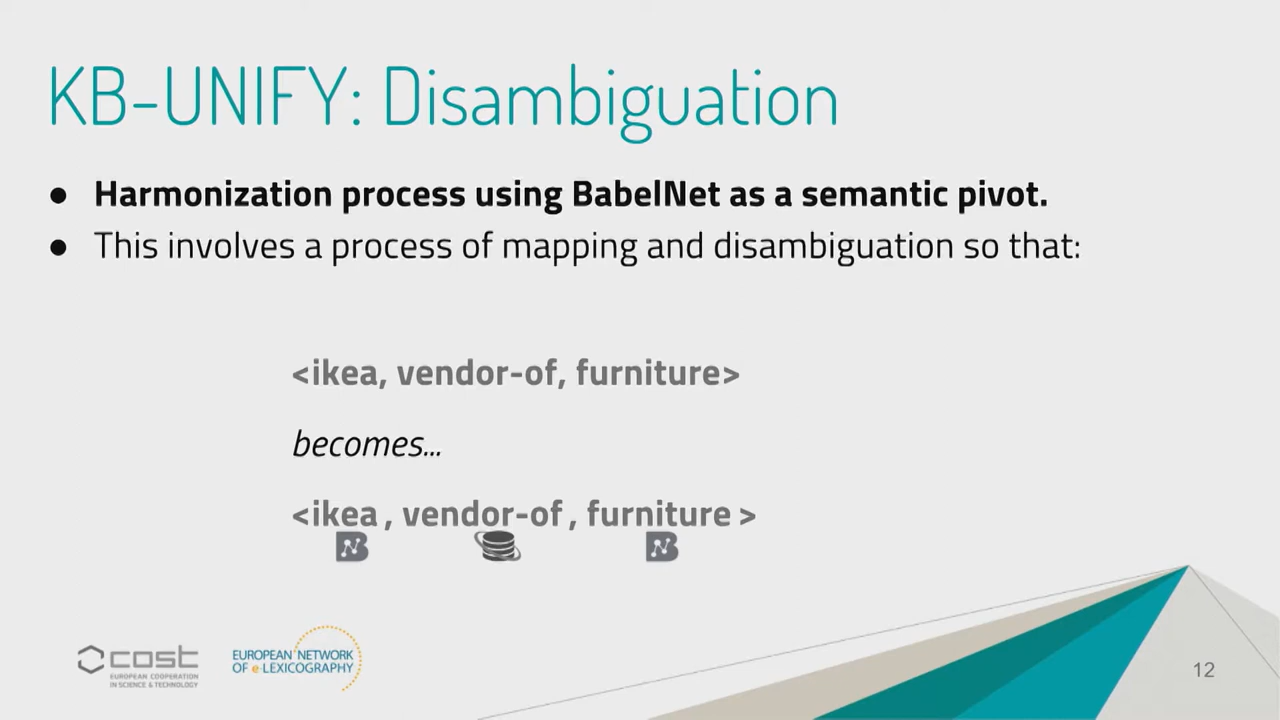 KB-UNIFY: Disambiguation
● Harmonization process using BabelNet as a semantic pivot.
● This involves a process of mapping and disambiguation so that:
<ikea, vendor-of, furniture>
becomes...
<ikea , vendor-of , furniture >
cost
EUROPEAN COOPERATION
IN SCIENCE & TECHNOLOGY
EUROPEAN NETWORK
OF e-LEXICOGRAPHY
12